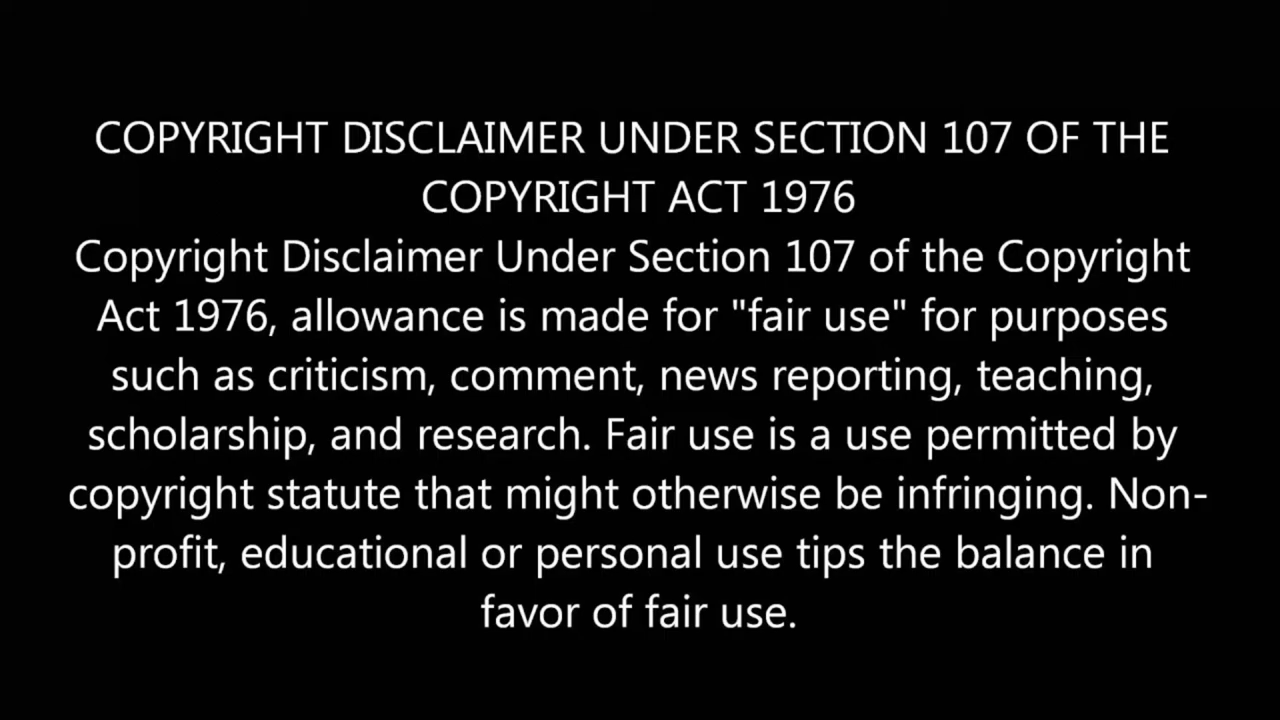 COPYRIGHT DISCLAIMER UNDER SECTION 107 OF THE
COPYRIGHT ACT 1976
Copyright Disclaimer Under Section 107 of the Copyright
Act 1976, allowance is made for "fair use" for purposes
such as criticism, comment, news reporting, teaching,
scholarship, and research. Fair use is a use permitted by
copyright statute that might otherwise be infringing. Non-
profit, educational or personal use tips the balance in
favor of fair use.